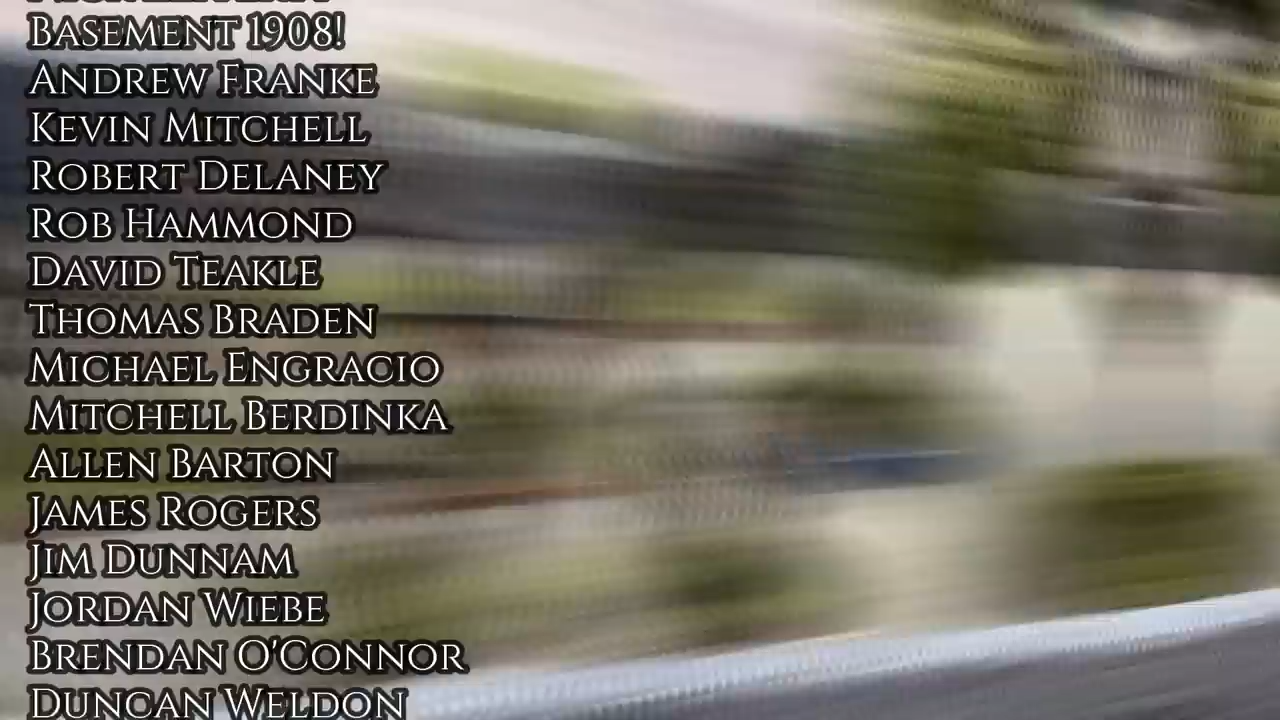 Basement 1908!
Andrew Franke
Kevin Mitchell
Robert Delaney
Rob Hammond
David Teakle
Thomas Braden
Michael Engracio
Mitchell Berdinka
Allen Barton
James Rogers
Jim Dunnam
Jordan Wiebe
Brendan O'Connor
Duncan Weldon